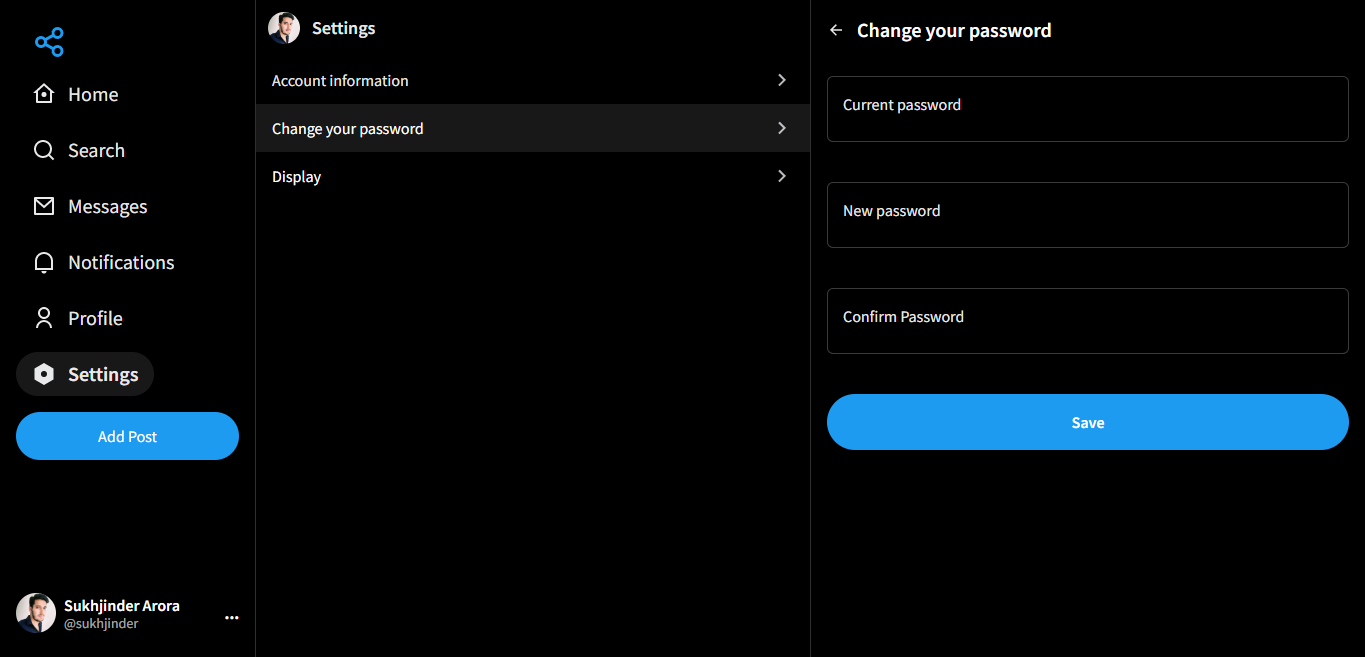 Home
Search
Messages
Notifications
Profile
Settings
Add Post
Sukhjinder Arora
@sukhjinder
Settings
Account information
Change your password
Display
Change your password
Current password
New password
Confirm Password
Save